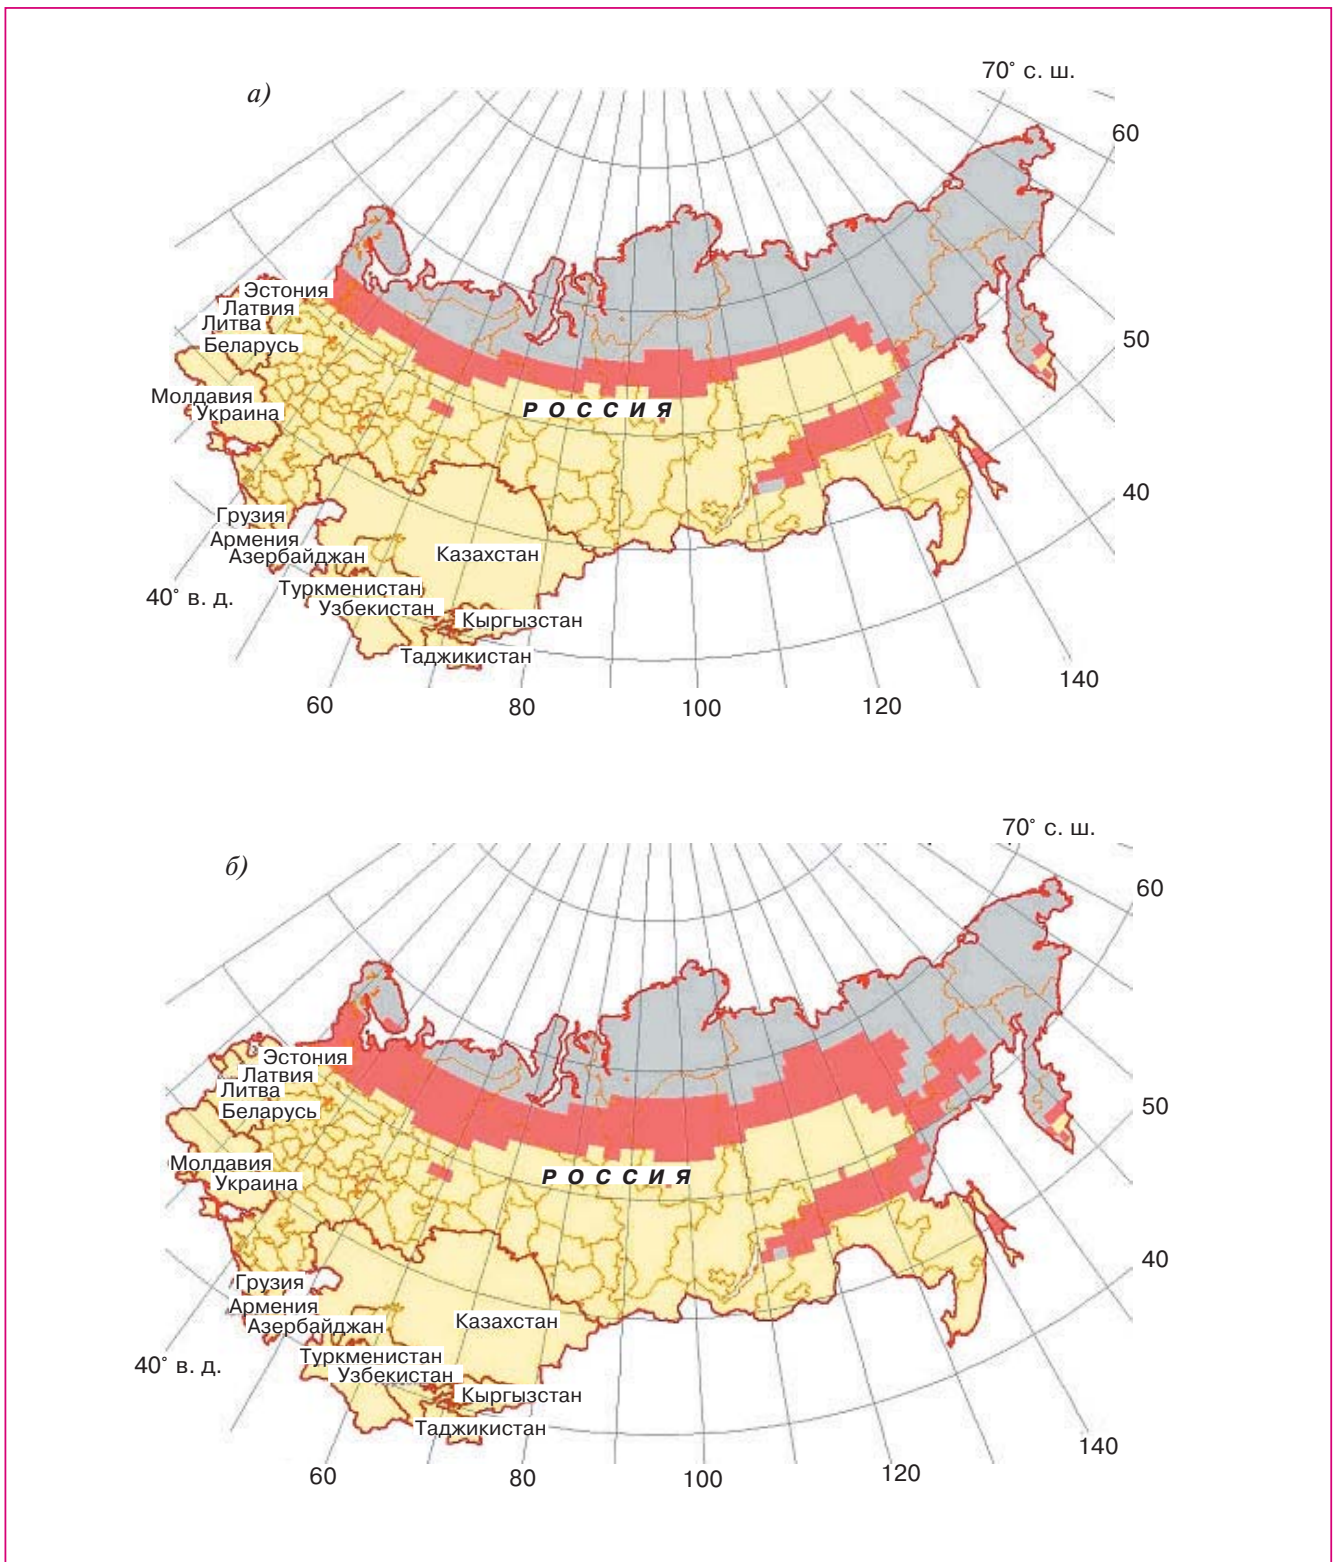 а)
70° с. ш.
60
Эстония
Латвия
Литва
Беларусь
50
Молдавия
Украина
РОССИЯ
40
Грузия
Армения
Азербайджан
Казахстан
40° в. д.
Туркменистан
Узбекистан
Кыргызстан
Таджикистан
140
60
80
100
120
70° с. ш.
б)
60
Эстония
Латвия
Литва
Беларусь
50
Молдавия
Украина
РОССИЯ
40
Грузия
Армения
Азербайджан
Казахстан
40° в. д.
Туркменистан
Узбекистан
Кыргызстан
Таджикистан
140
60
80
100
120